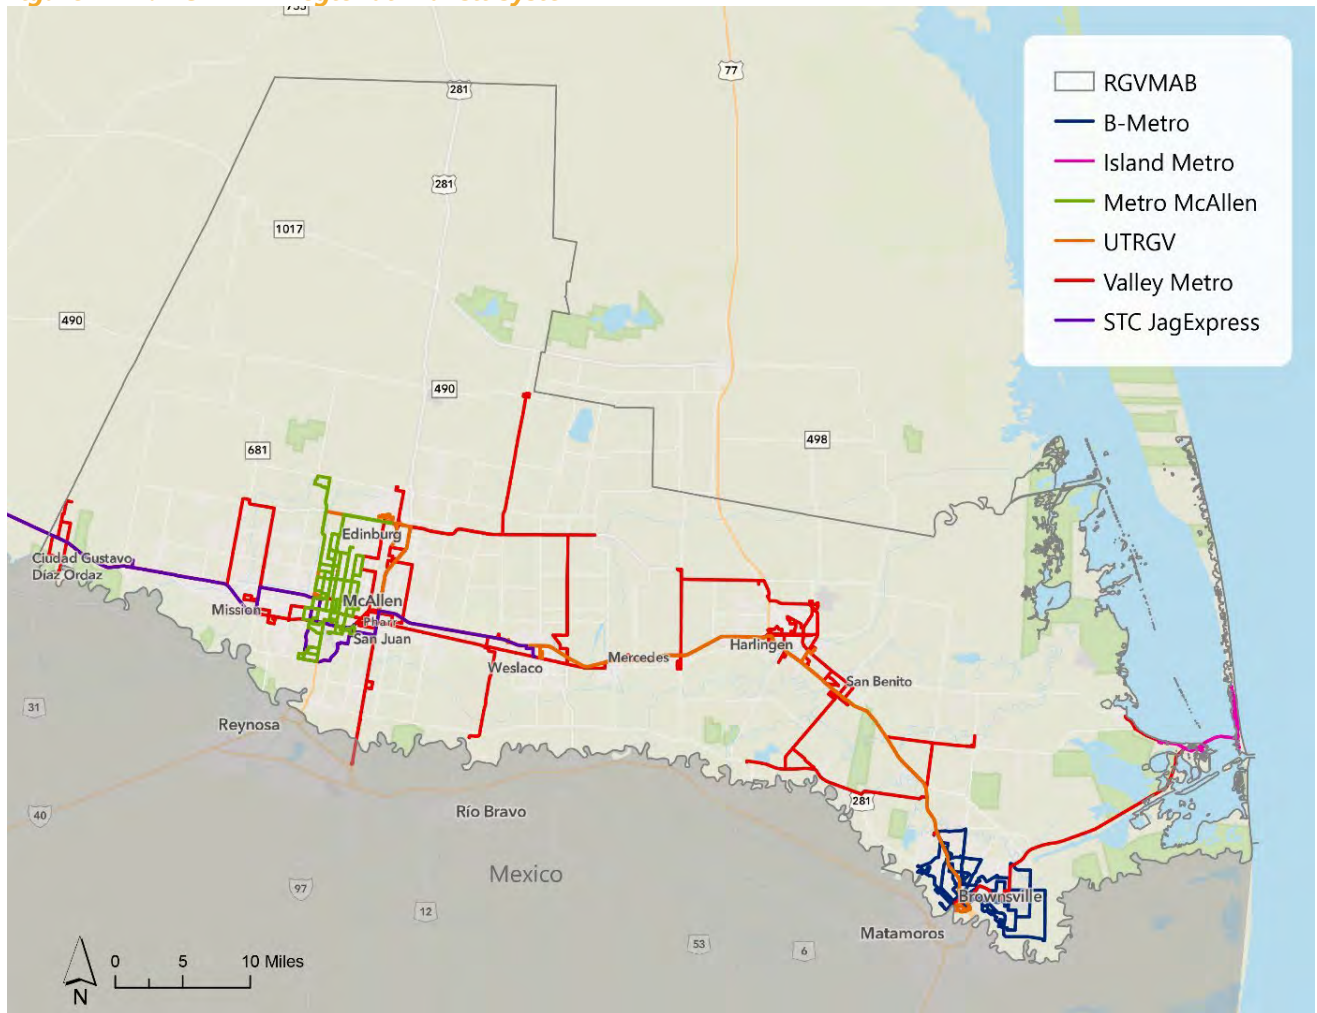 755
281
77
RGVMAB
B-Metro
Island Metro
Metro McAllen
UTRGV
Valley Metro
STC JagExpress
281
1017
490
490
498
681
Edinburg
Ciudad Gustavo
Díaz Ordaz
Mission
McAllen
Pharr
San Juan
Weslaco
Mercedes
Harlingen
San Benito
31
Reynosa
281
40
Río Bravo
Mexico
97
12
Brownsville
Matamoros
53
6
0 5 10 Miles
N